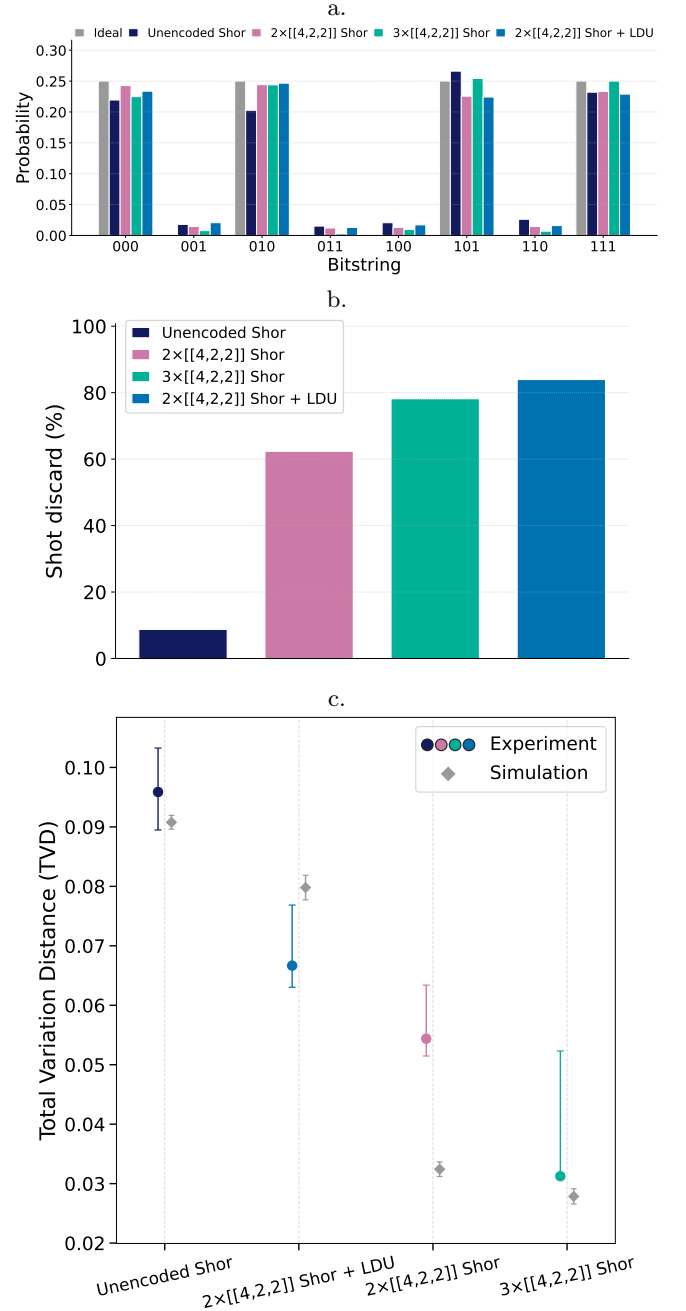 a.
Ideal Unencoded Shor 2×[[4,2,2]] Shor 3×[[4,2,2]] Shor 2×[[4,2,2]] Shor + LDU
0.30
0.25
0.20
0.15
0.10
0.05
0.00
Probability
000 001 010 011 100 101 110 111
Bitstring
b.
Unencoded Shor
2×[[4,2,2]] Shor
3×[[4,2,2]] Shor
2×[[4,2,2]] Shor + LDU
100
80
60
40
20
0
Shot discard (%)
c.
Experiment
Simulation
0.10
0.09
0.08
0.07
0.06
0.05
0.04
0.03
0.02
Total Variation Distance (TVD)
Unencoded Shor
2×[[4,2,2]] Shor + LDU
2×[[4,2,2]] Shor
3×[[4,2,2]] Shor